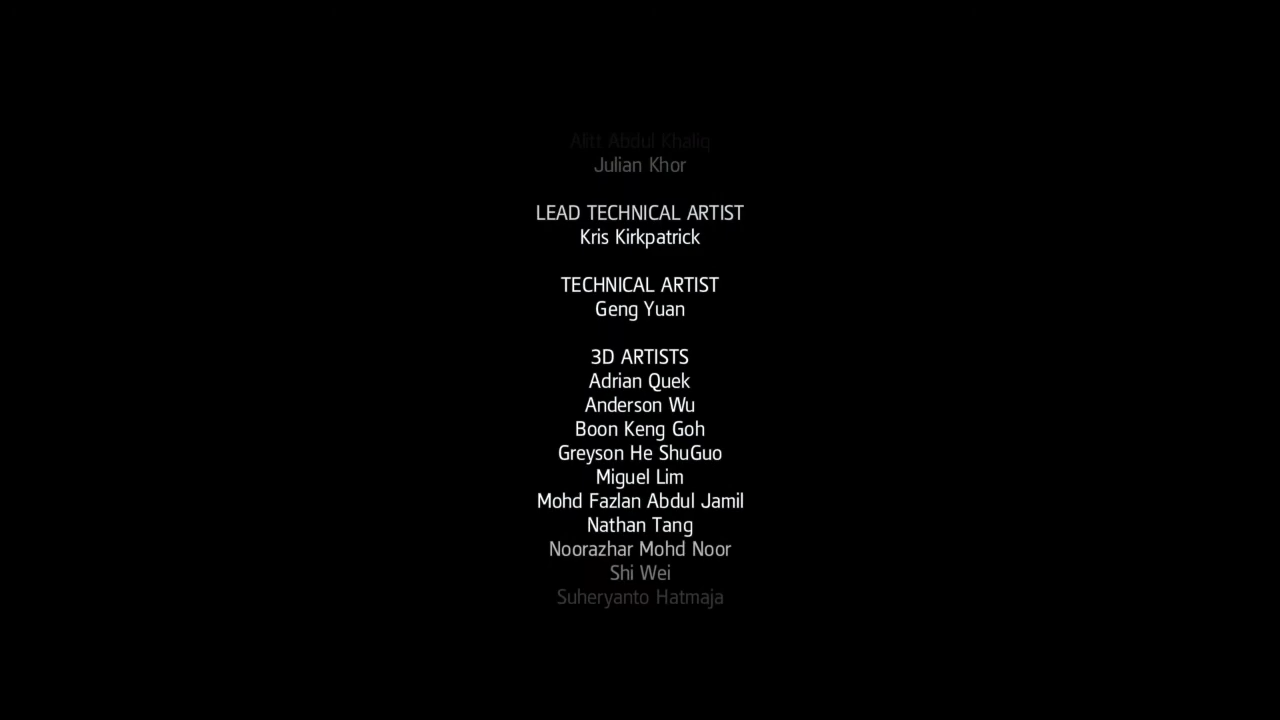 Abdul Khaliq
Julian Khor
LEAD TECHNICAL ARTIST
Kris Kirkpatrick
TECHNICAL ARTIST
Geng Yuan
3D ARTISTS
Adrian Quek
Anderson Wu
Boon Keng Goh
Greyson He ShuGuo
Miguel Lim
Mohd Fazlan Abdul Jamil
Nathan Tang
Noorazhar Mohd Noor
Shi Wei
Suheryanto Hatmaja